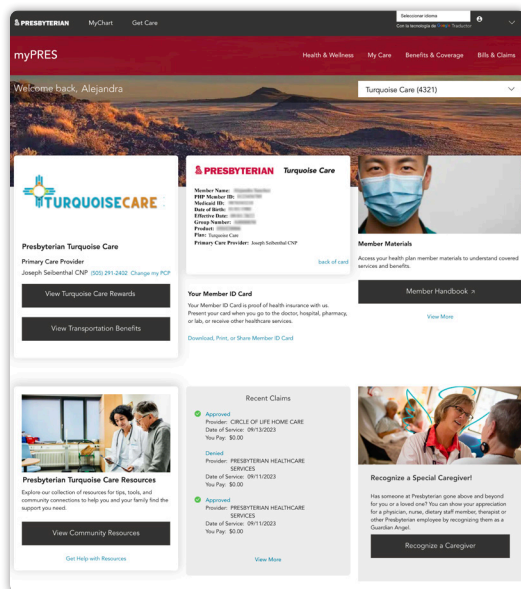 PRESBYTERIAN MyChart Get Care
Seleccionar idioma
Con la tecnología de Traductor
myPRES Health & Wellness My Care Benefits & Coverage Bills & Claims
Welcome back, Alejandra
Turquoise Care (4321)
TURQUOISECARE
Presbyterian Turquoise Care
Primary Care Provider
Joseph Seibenthal CNP (505) 291-2402 Change my PCP
View Turquoise Care Rewards
View Transportation Benefits
PRESBYTERIAN Turquoise Care
Member Name:
PHP Member ID:
Medicaid ID:
Date of Birth:
Effective Date:
Group Number:
Product:
Plan: Turquoise Care
Primary Care Provider: Joseph Seibenthal CNP
back of card
Your Member ID Card
Your Member ID Card is proof of health insurance with us.
Present your card when you go to the doctor, hospital, pharmacy,
or lab, or receive other healthcare services.
Download, Print, or Share Member ID Card
Member Materials
Access your health plan member materials to understand covered
services and benefits.
Member Handbook
View More
Presbyterian Turquoise Care Resources
Explore our collection of resources for tips, tools, and
community connections to help you and your family find the
support you need.
View Community Resources
Get Help with Resources
Recent Claims
Approved
Provider: CIRCLE OF LIFE HOME CARE
Date of Service: 09/13/2023
You Pay: $0.00
Denied
Provider: PRESBYTERIAN HEALTHCARE
SERVICES
Date of Service: 09/11/2023
You Pay: $0.00
Approved
Provider: PRESBYTERIAN HEALTHCARE
SERVICES
Date of Service: 09/11/2023
You Pay: $0.00
View More
Recognize a Special Caregiver!
Has someone at Presbyterian gone above and beyond
for you or a loved one? You can show your appreciation
for a physician, nurse, dietary staff member, therapist or
other Presbyterian employee by recognizing them as a
Guardian Angel.
Recognize a Caregiver